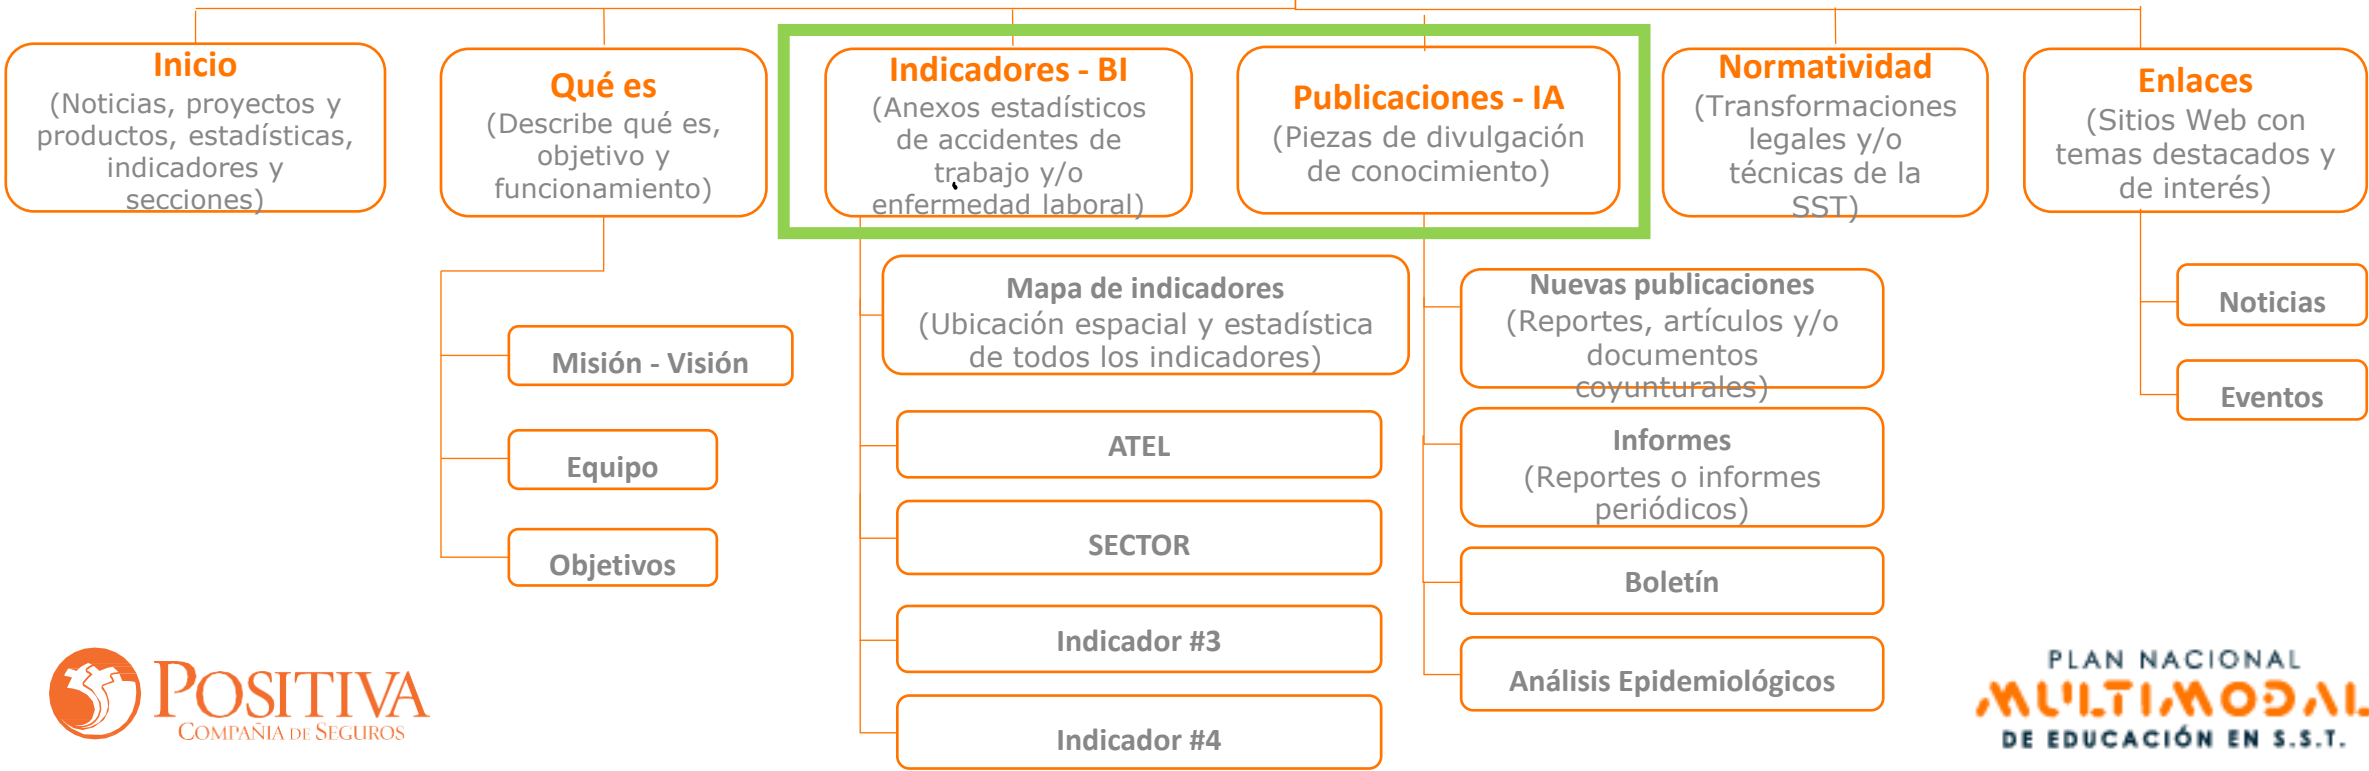 Inicio
(Noticias, proyectos y
productos, estadísticas,
indicadores y
secciones)
Qué es
(Describe qué es,
objetivo y
funcionamiento)
Misión - Visión
Equipo
Objetivos
Indicadores - BI
(Anexos estadísticos
de accidentes de
trabajo y/o
enfermedad laboral)
Mapa de indicadores
(Ubicación espacial y estadística
de todos los indicadores)
ATEL
SECTOR
Indicador #3
Indicador #4
Publicaciones - IA
(Piezas de divulgación
de conocimiento)
Nuevas publicaciones
(Reportes, artículos y/o
documentos
coyunturales)
Informes
(Reportes o informes
periódicos)
Boletín
Análisis Epidemiológicos
Normatividad
(Transformaciones
legales y/o
técnicas de la
SST)
Enlaces
(Sitios Web con
temas destacados y
de interés)
Noticias
Eventos
POSITIVA
COMPAÑIA DE SEGUROS
PLAN NACIONAL
MULTIMODAL
DE EDUCACIÓN EN S.S.T.